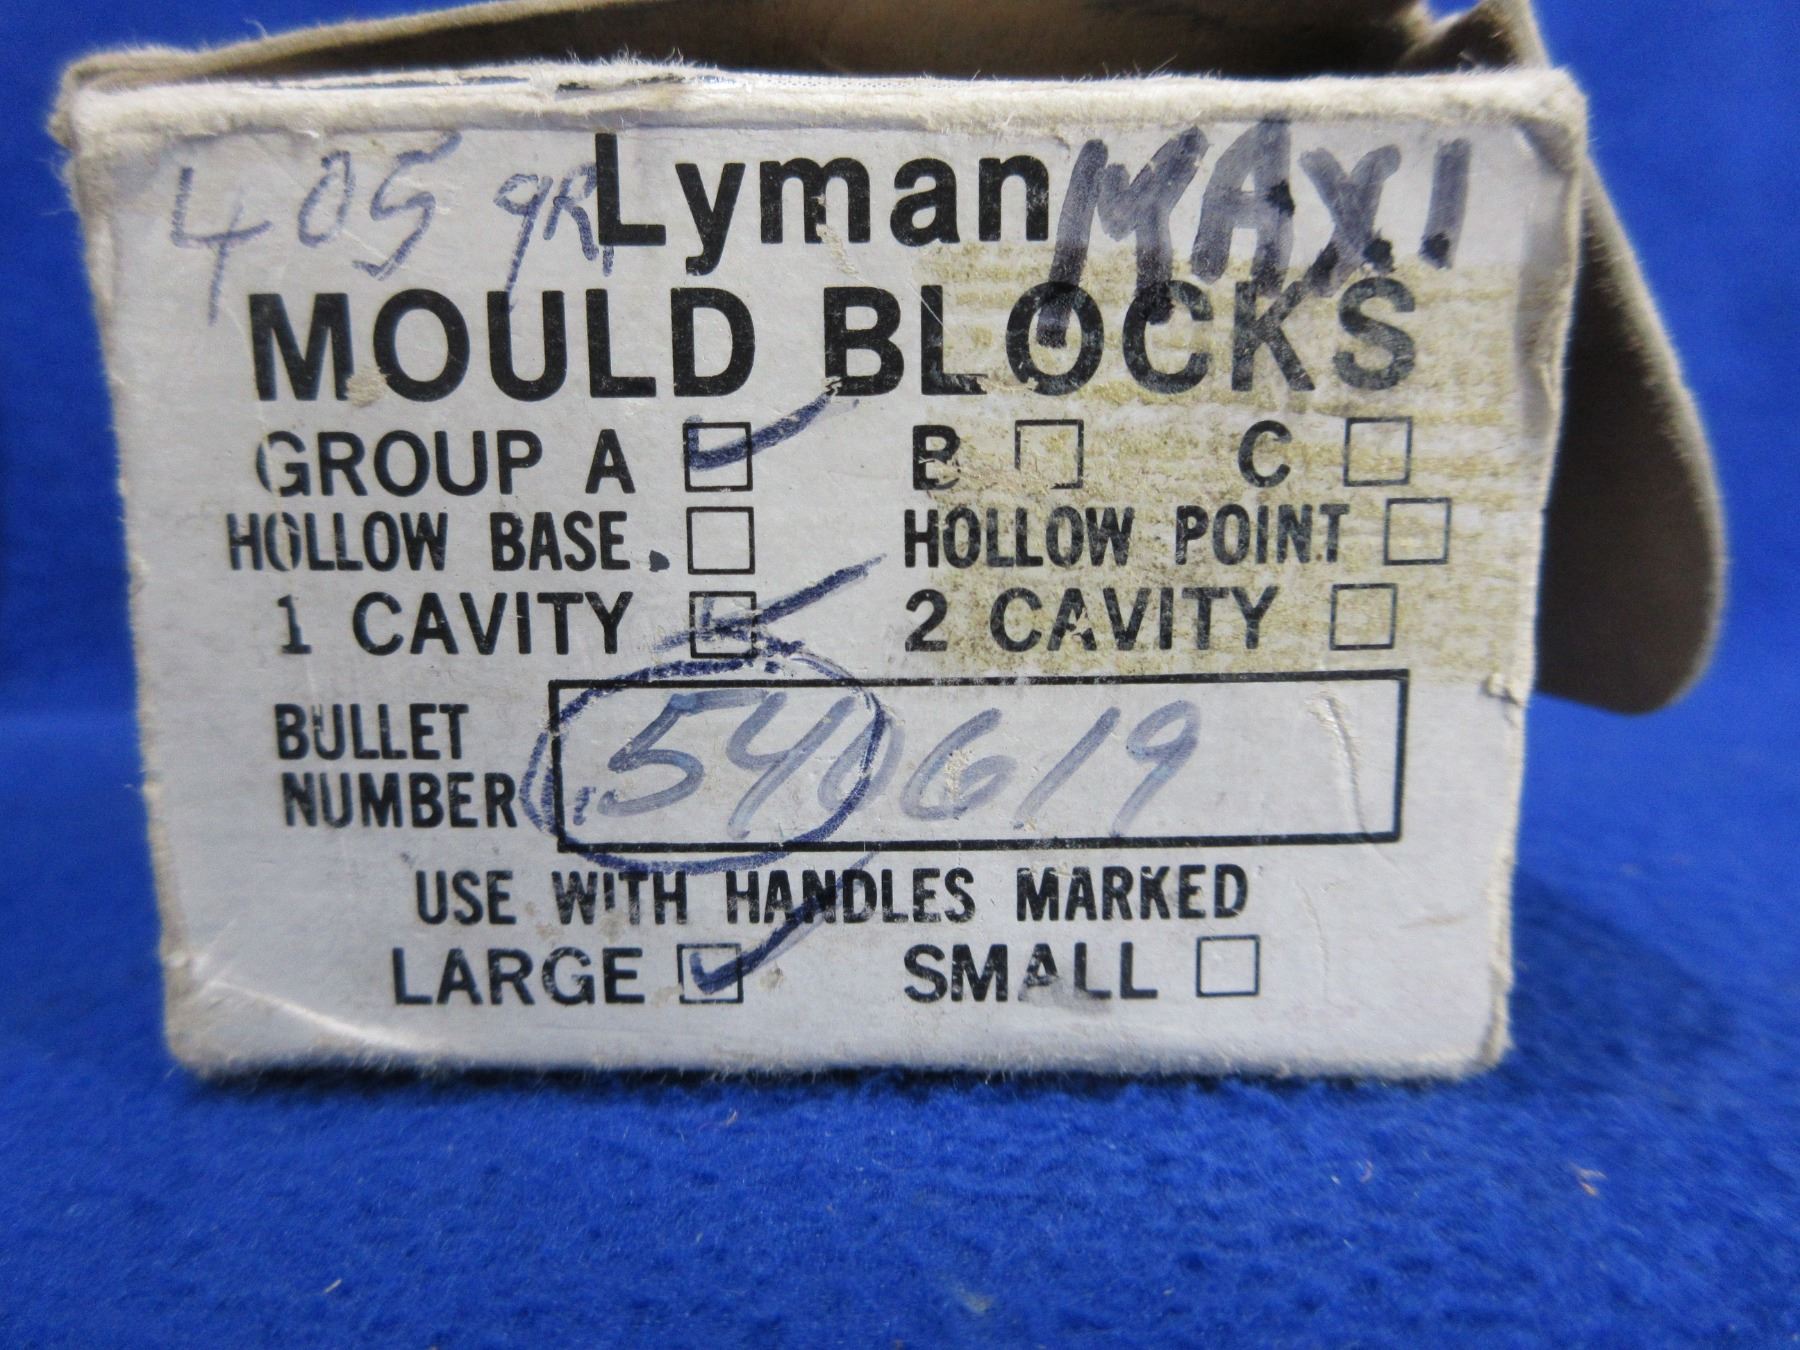 405 gr. Lyman MAXI
MOULD BLOCKS
GROUP A ☑ B ☐ C ☐
HOLLOW BASE ☐ HOLLOW POINT ☐
1 CAVITY ☑ 2 CAVITY ☐
BULLET
NUMBER .540619
USE WITH HANDLES MARKED
LARGE ☑ SMALL ☐